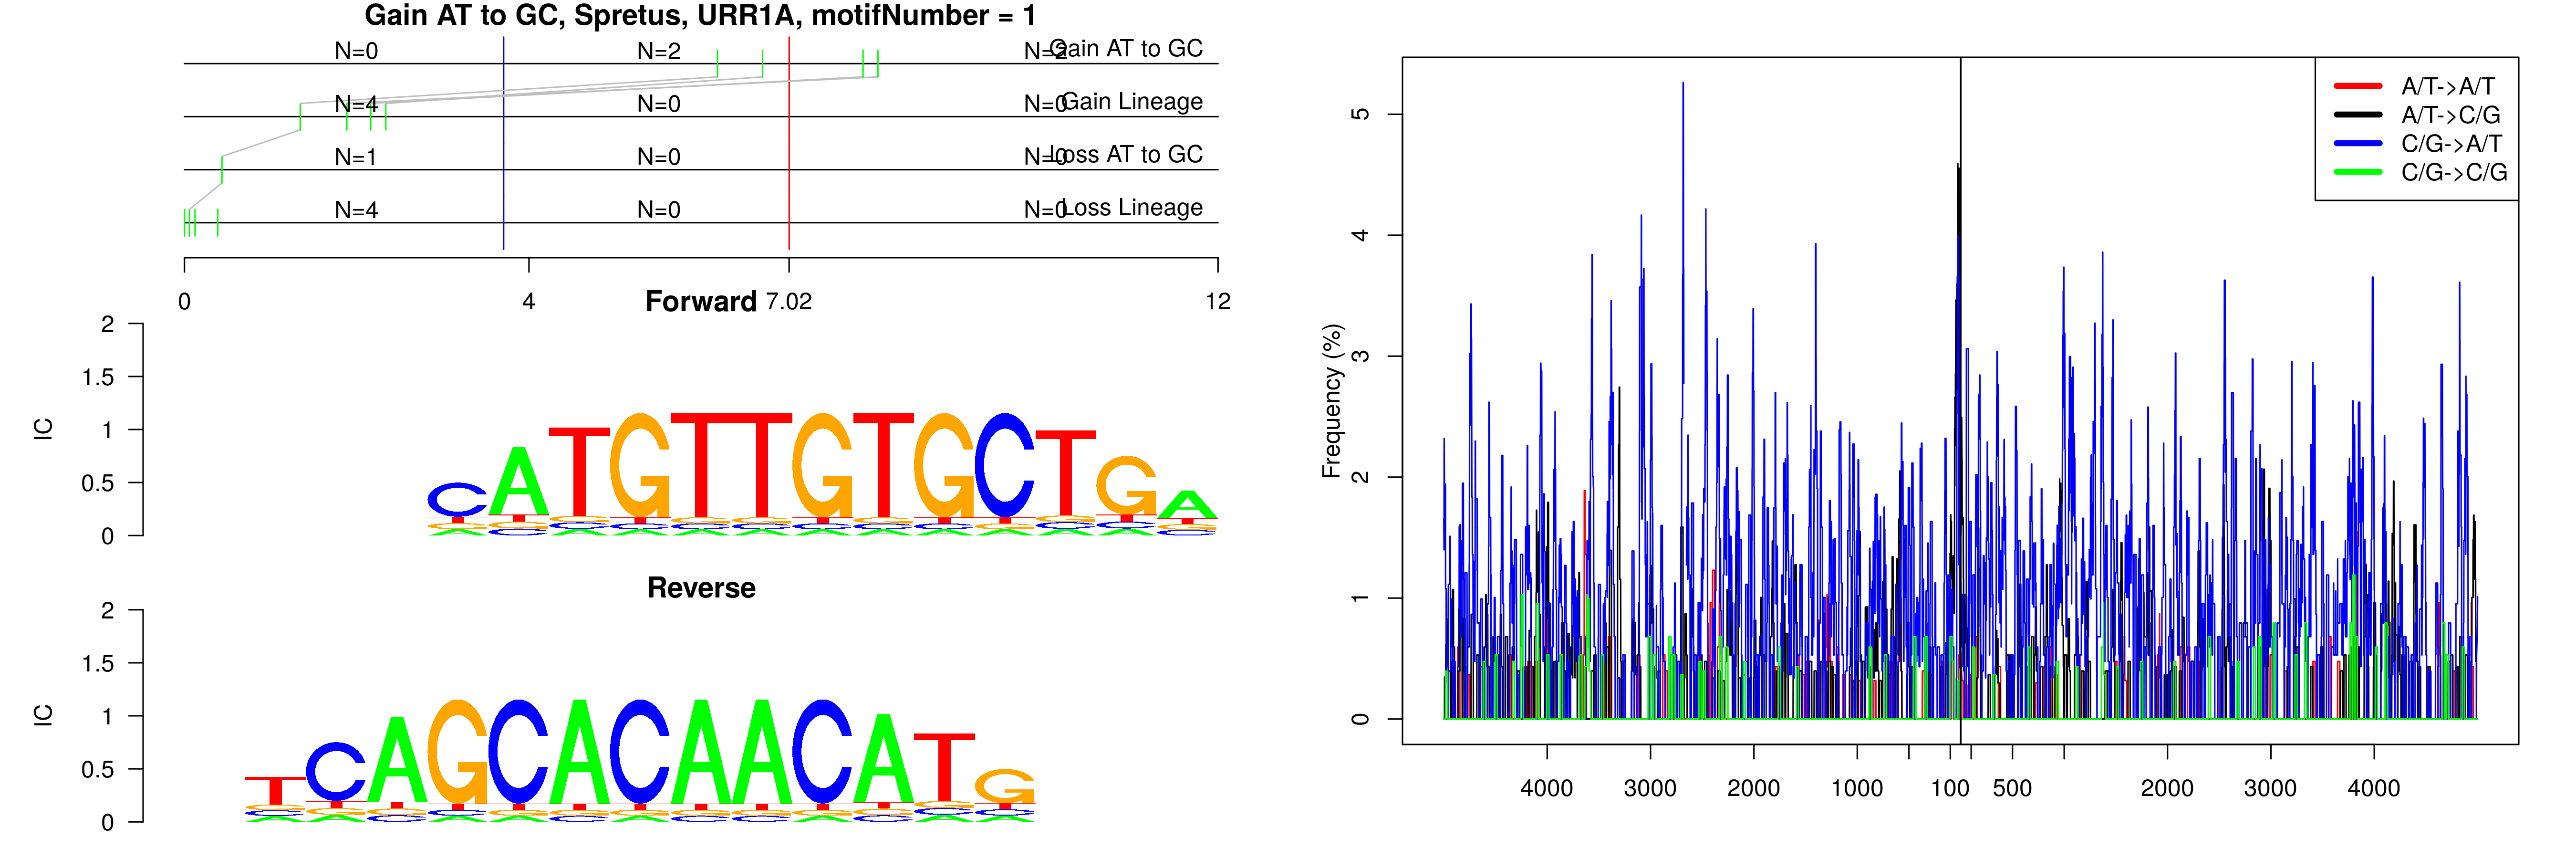 Gain AT to GC, Spretus, URR1A, motifNumber = 1
N=0 N=2 N=2 Gain AT to GC
N=4 N=0 N=0 Gain Lineage
N=1 N=0 N=0 Loss AT to GC
N=4 N=0 N=0 Loss Lineage
0 4 7.02 12
Forward
IC
2
1.5
1
0.5
0
CATGTTGTGCTGA
Reverse
IC
2
1.5
1
0.5
0
TCAGCACAACATG
Frequency (%)
5
4
3
2
1
0
A/T->A/T
A/T->C/G
C/G->A/T
C/G->C/G
4000 3000 2000 1000 100 500 2000 3000 4000